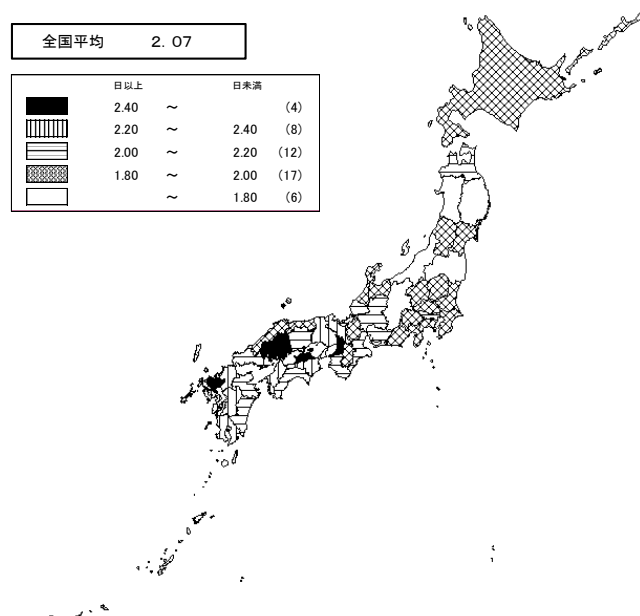 全国平均 2.07
日以上 日未満
2.40 ～ (4)
2.20 ～ 2.40 (8)
2.00 ～ 2.20 (12)
1.80 ～ 2.00 (17)
～ 1.80 (6)